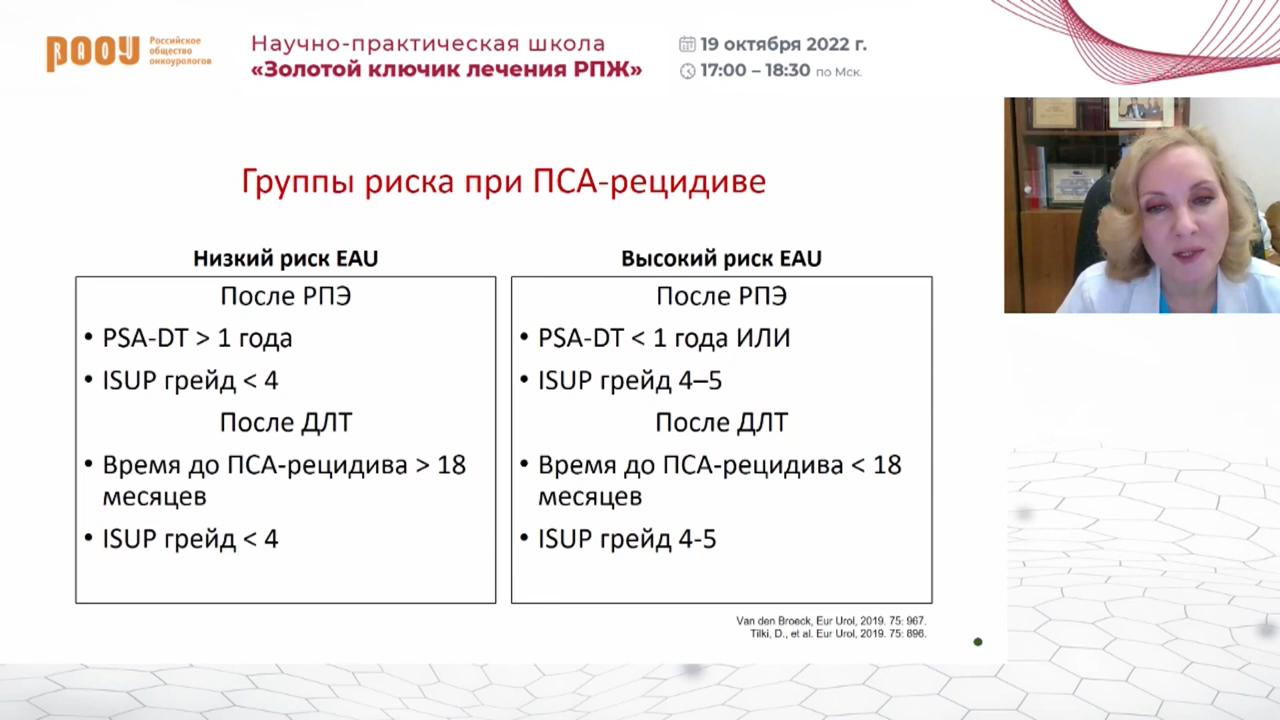 РАОУ
Российское
общество
онкоурологов
Научно-практическая школа
«Золотой ключик лечения РПЖ»
19 октября 2022 г.
17:00 – 18:30 по Мск.
Группы риска при ПСА-рецидиве
Низкий риск EAU
После РПЭ
• PSA-DT > 1 года
• ISUP грейд < 4
После ДЛТ
• Время до ПСА-рецидива > 18
месяцев
• ISUP грейд < 4
Высокий риск EAU
После РПЭ
• PSA-DT < 1 года ИЛИ
• ISUP грейд 4–5
После ДЛТ
• Время до ПСА-рецидива < 18
месяцев
• ISUP грейд 4-5
Van den Broeck, Eur Urol, 2019. 75: 967.
Tilki, D., et al. Eur Urol, 2019. 75: 896.